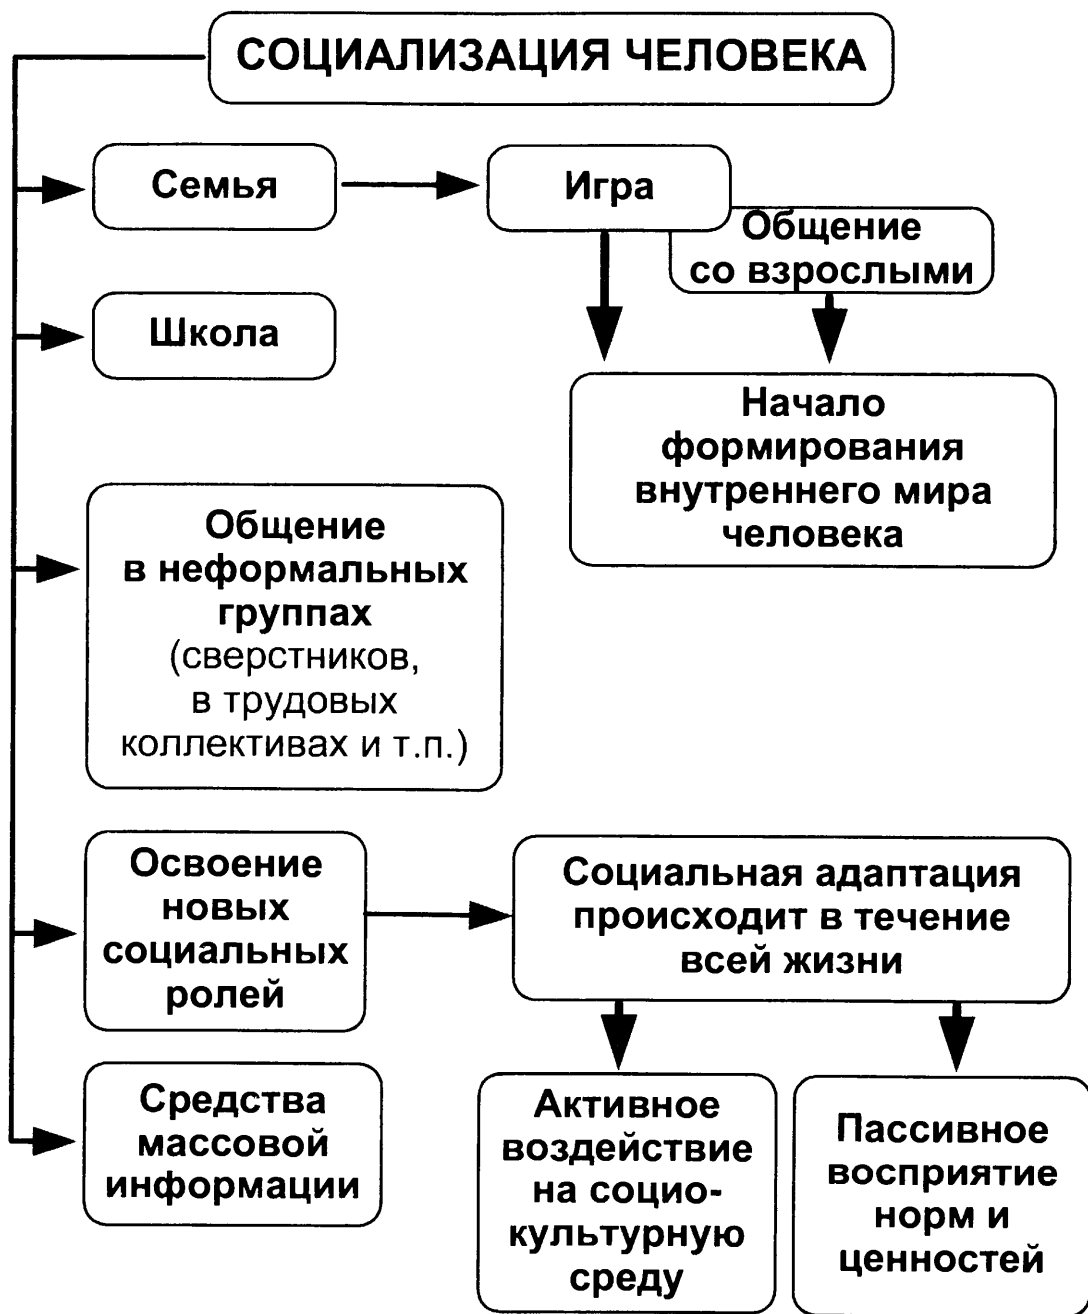 СОЦИАЛИЗАЦИЯ ЧЕЛОВЕКА
Семья
Игра
Общение
со взрослыми
Школа
Начало
формирования
внутреннего мира
человека
Общение
в неформальных
группах
(сверстников,
в трудовых
коллективах и т.п.)
Освоение
новых
социальных
ролей
Социальная адаптация
происходит в течение
всей жизни
Средства
массовой
информации
Активное
воздействие
на социо-
культурную
среду
Пассивное
восприятие
норм и
ценностей